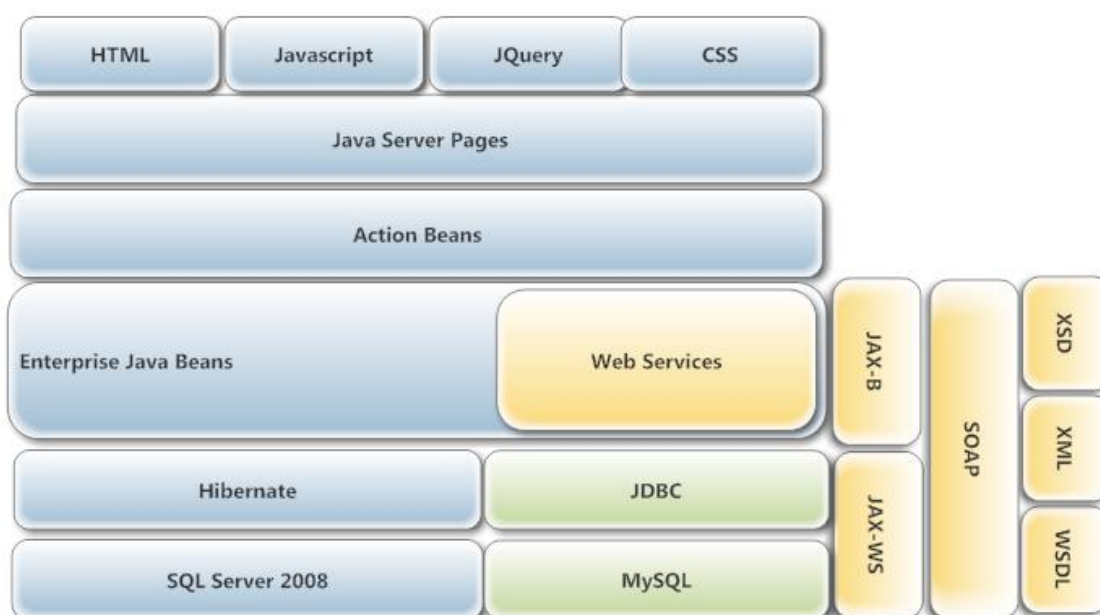 HTML
Javascript
JQuery
CSS
Java Server Pages
Action Beans
Enterprise Java Beans
Web Services
JAX-B
SOAP
XSD
XML
Hibernate
JDBC
JAX-WS
WSDL
SQL Server 2008
MySQL